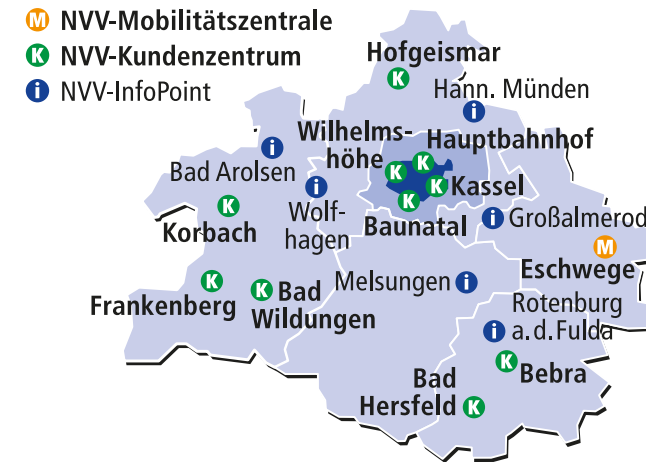 M NVV-Mobilitätszentrale
K NVV-Kundenzentrum
i NVV-InfoPoint
Hofgeismar
K
Hann. Münden
i
Wilhelms-
höhe
K
Hauptbahnhof
K
i
Bad Arolsen
i
Wolf-
hagen
K Kassel
K
Baunatal
K
Korbach
i Großalmerod
M
Eschwege
K
Frankenberg
K Bad
Wildungen
Melsungen i
Rotenburg
i a.d.Fulda
K Bebra
Bad
Hersfeld K